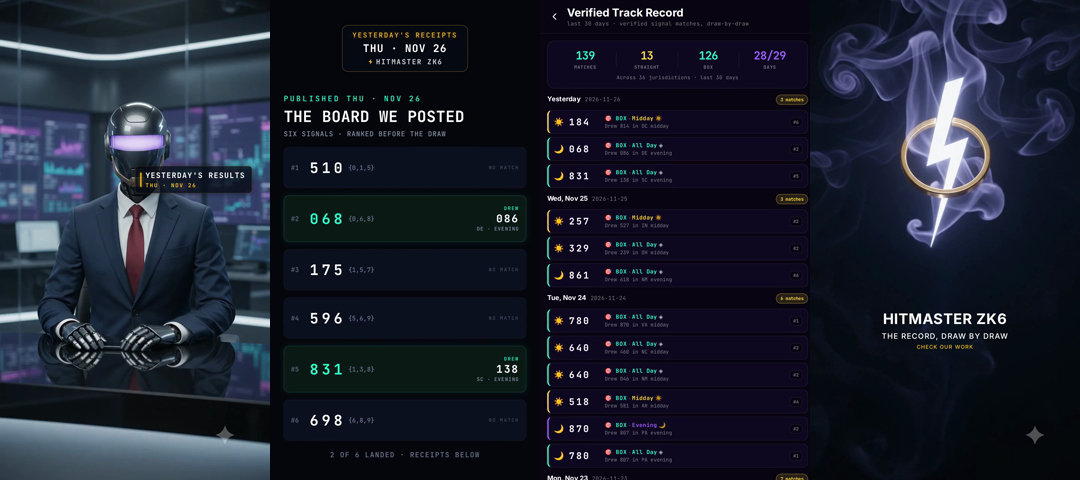 YESTERDAY'S RESULTS
THU · NOV 26
YESTERDAY'S RECEIPTS
THU · NOV 26
HITMASTER ZK6
PUBLISHED THU · NOV 26
THE BOARD WE POSTED
SIX SIGNALS · RANKED BEFORE THE DRAW
#1 510 {0,1,5} NO MATCH
#2 068 {0,6,8} DREW 086 DE · EVENING
#3 175 {1,5,7} NO MATCH
#4 596 {5,6,9} NO MATCH
#5 831 {1,3,8} DREW 138 SC · EVENING
#6 698 {6,8,9} NO MATCH
2 OF 6 LANDED · RECEIPTS BELOW
Verified Track Record
last 30 days · verified signal matches, draw-by-draw
139 MATCHES
13 STRAIGHT
126 BOX
28/29 DAYS
Across 36 jurisdictions · last 30 days
Yesterday 2026-11-26 3 matches
184 BOX · Midday #6
Drew 814 in DC midday
068 BOX · All Day #2
Drew 086 in DE evening
831 BOX · All Day #5
Drew 138 in SC evening
Wed, Nov 25 2026-11-25 3 matches
257 BOX · Midday #2
Drew 527 in IN midday
329 BOX · All Day #2
Drew 239 in OH midday
861 BOX · All Day #6
Drew 618 in NM evening
Tue, Nov 24 2026-11-24 6 matches
780 BOX · All Day #1
Drew 870 in VA midday
640 BOX · All Day
Drew 460 in NC midday
640 BOX · All Day
Drew 046 in NM midday
518 BOX · Midday
Drew 581 in AR midday
870 BOX · Evening
Drew 807 in PA evening
780 BOX · All Day #1
Drew 807 in PA evening
Mon, Nov 23 2026-11-23
HITMASTER ZK6
THE RECORD, DRAW BY DRAW
CHECK OUR WORK